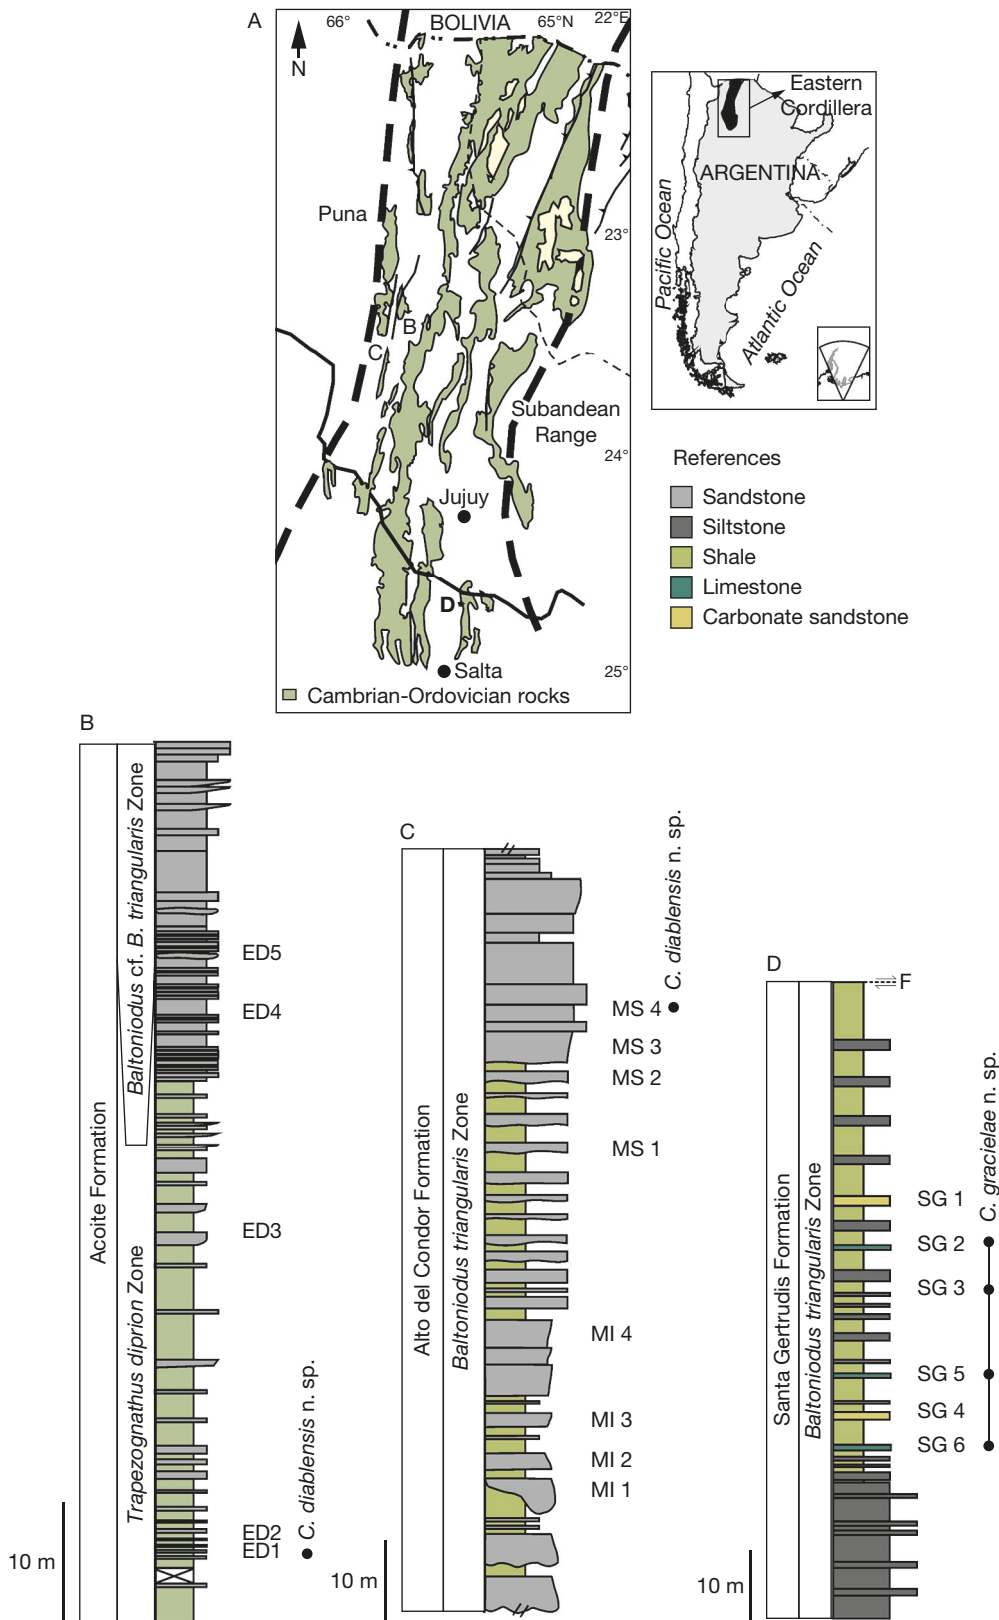 A
66°
BOLIVIA
65°N
22°E
N
Puna
23°
B
C
Subandean
Range
24°
Jujuy
D
Salta
25°
Cambrian-Ordovician rocks
Eastern
Cordillera
ARGENTINA
Pacific Ocean
Atlantic Ocean
References
Sandstone
Siltstone
Shale
Limestone
Carbonate sandstone
B
Acoite Formation
Baltoniodus cf. B. triangularis Zone
Trapezognathus diprion Zone
ED5
ED4
ED3
ED2
ED1
C. diablensis n. sp.
10 m
C
Alto del Condor Formation
Baltoniodus triangularis Zone
C. diablensis n. sp.
MS 4
MS 3
MS 2
MS 1
MI 4
MI 3
MI 2
MI 1
10 m
D
F
Santa Gertrudis Formation
Baltoniodus triangularis Zone
C. gracielae n. sp.
SG 1
SG 2
SG 3
SG 5
SG 4
SG 6
10 m